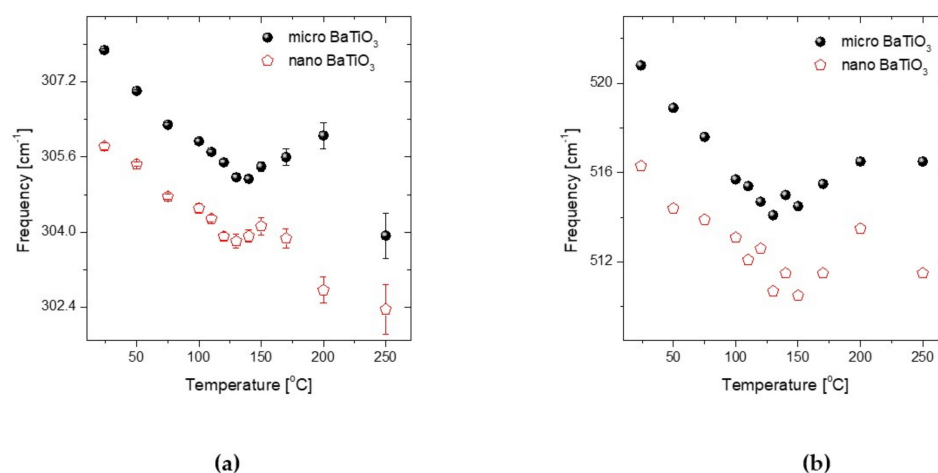 micro BaTiO₃
nano BaTiO₃
307.2
305.6
304.0
302.4
Frequency [cm⁻¹]
50 100 150 200 250
Temperature [°C]
(a)
micro BaTiO₃
nano BaTiO₃
520
516
512
Frequency [cm⁻¹]
50 100 150 200 250
Temperature [°C]
(b)